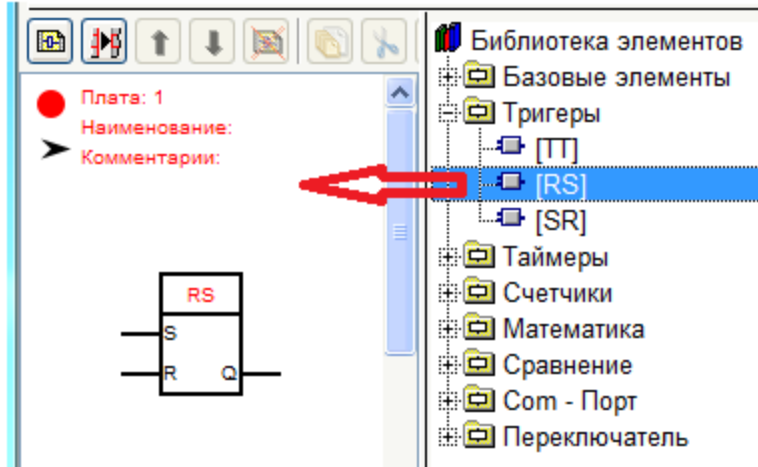 Плата: 1
Наименование:
Комментарии:
RS
S
R Q
Библиотека элементов
Базовые элементы
Тригеры
[TT]
[RS]
[SR]
Таймеры
Счетчики
Математика
Сравнение
Com - Порт
Переключатель